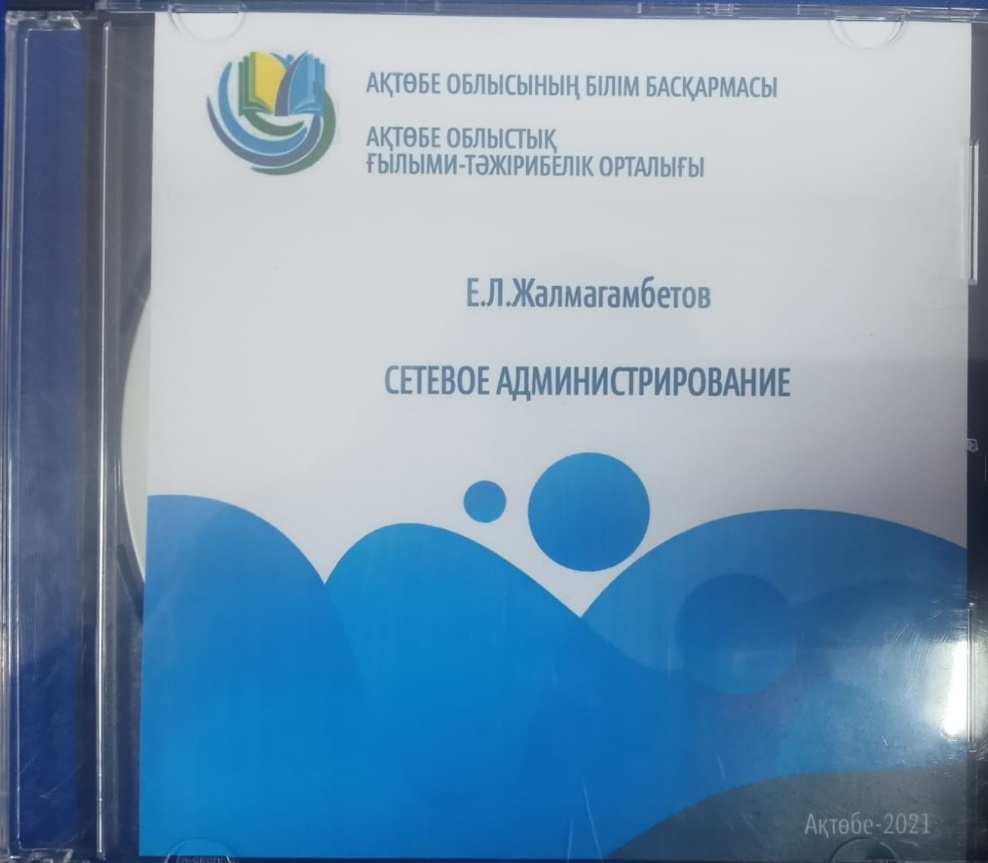 АҚТӨБЕ ОБЛЫСЫНЫҢ БІЛІМ БАСҚАРМАСЫ
АҚТӨБЕ ОБЛЫСТЫҚ
ҒЫЛЫМИ-ТӘЖІРИБЕЛІК ОРТАЛЫҒЫ
Е.Л.Жалмагамбетов
СЕТЕВОЕ АДМИНИСТРИРОВАНИЕ
Ақтөбе-2021